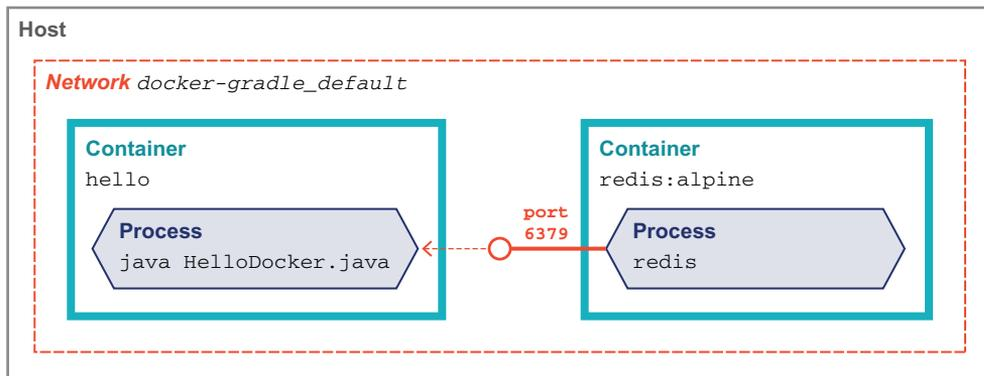 Host
Network docker-gradle_default
Container
hello
Process
java HelloDocker.java
port
6379
Container
redis:alpine
Process
redis